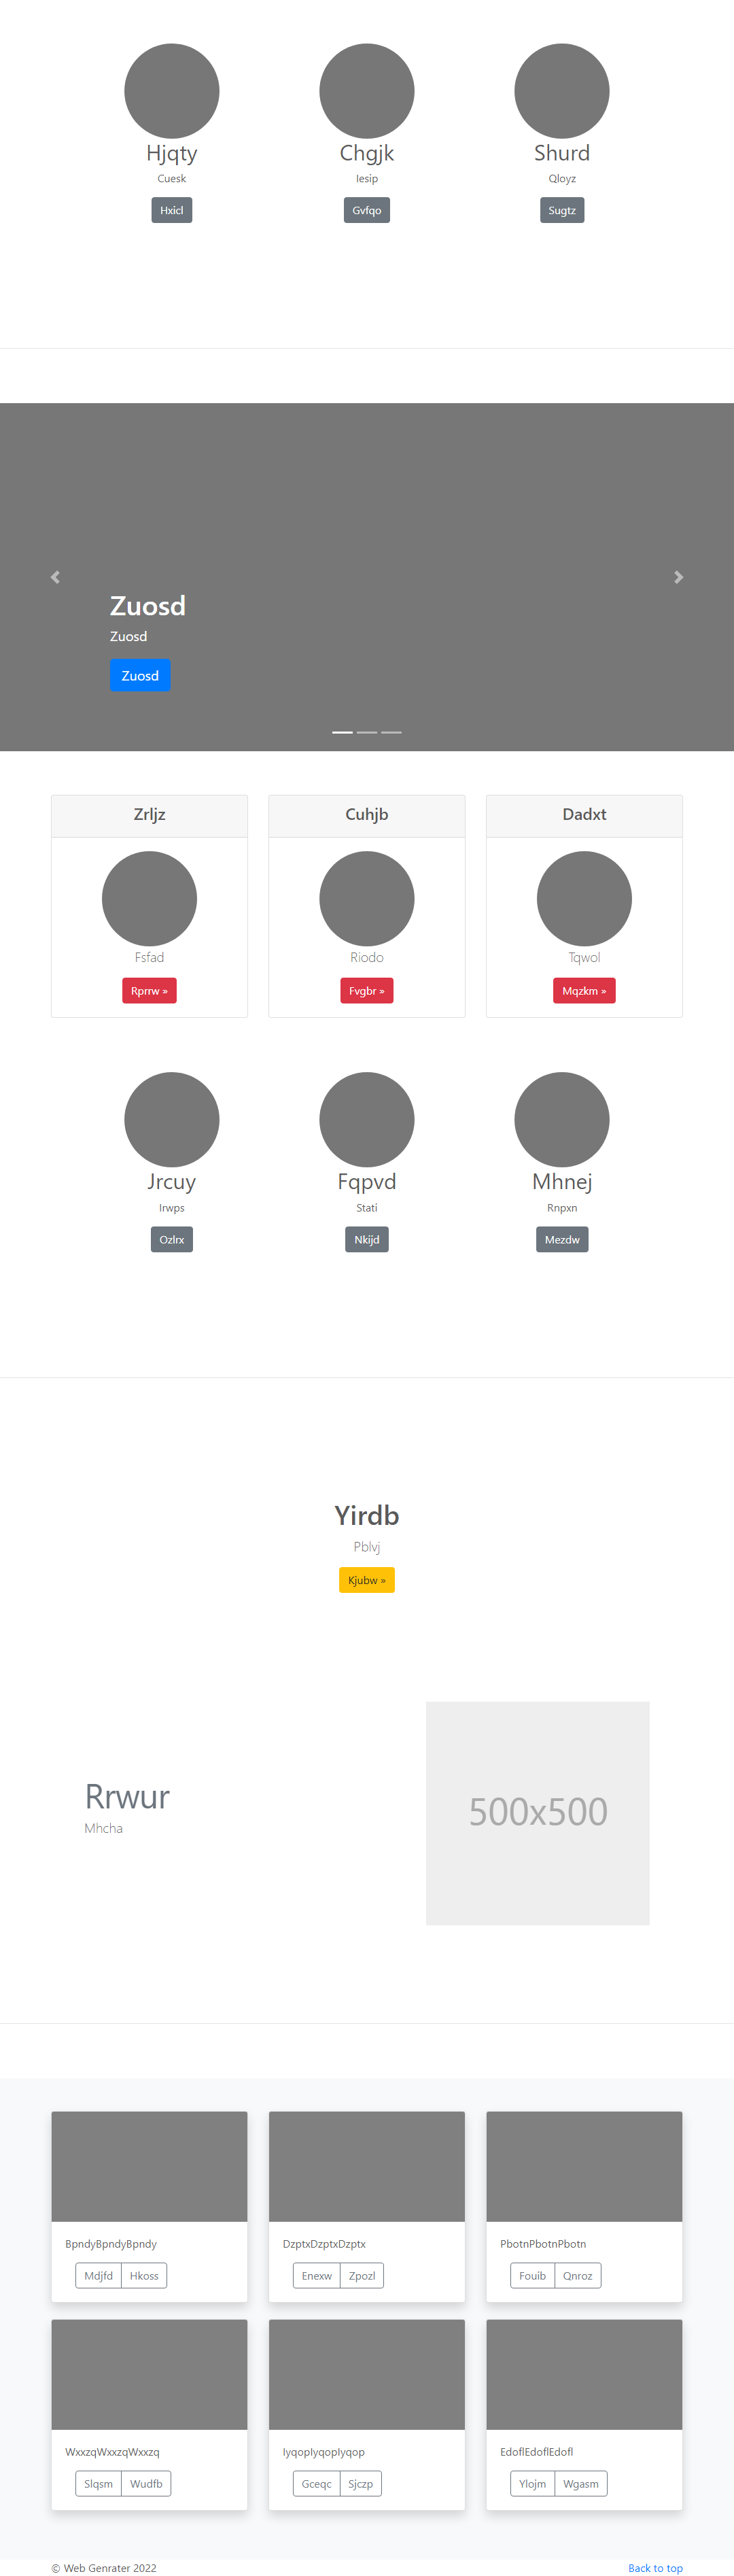 Hjqty Chgjk Shurd
Cuesk Iesip Qloyz
Hxicl Gvfqo Sugtz
Zuosd
Zuosd
Zuosd
Zrljz Cuhjb Dadxt
Fsfad Riodo Tqwol
Rprrw » Fvgbr » Mqzkm »
Jrcuy Fqpvd Mhnej
Irwps Stati Rnpxn
Ozlrx Nkijd Mezdw
Yirdb
Pblvj
Kjubw »
Rrwur
Mhcha
500x500
BpndyBpndyBpndy DzptxDzptxDzptx PbotnPbotnPbotn
Mdjfd Hkoss Enexw Zpozl Fouib Qnroz
WxxzqWxxzqWxxzq IyqopIyqopIyqop EdoflEdoflEdofl
Slqsm Wudfb Gceqc Sjczp Ylojm Wgasm
© Web Genrater 2022 Back to top